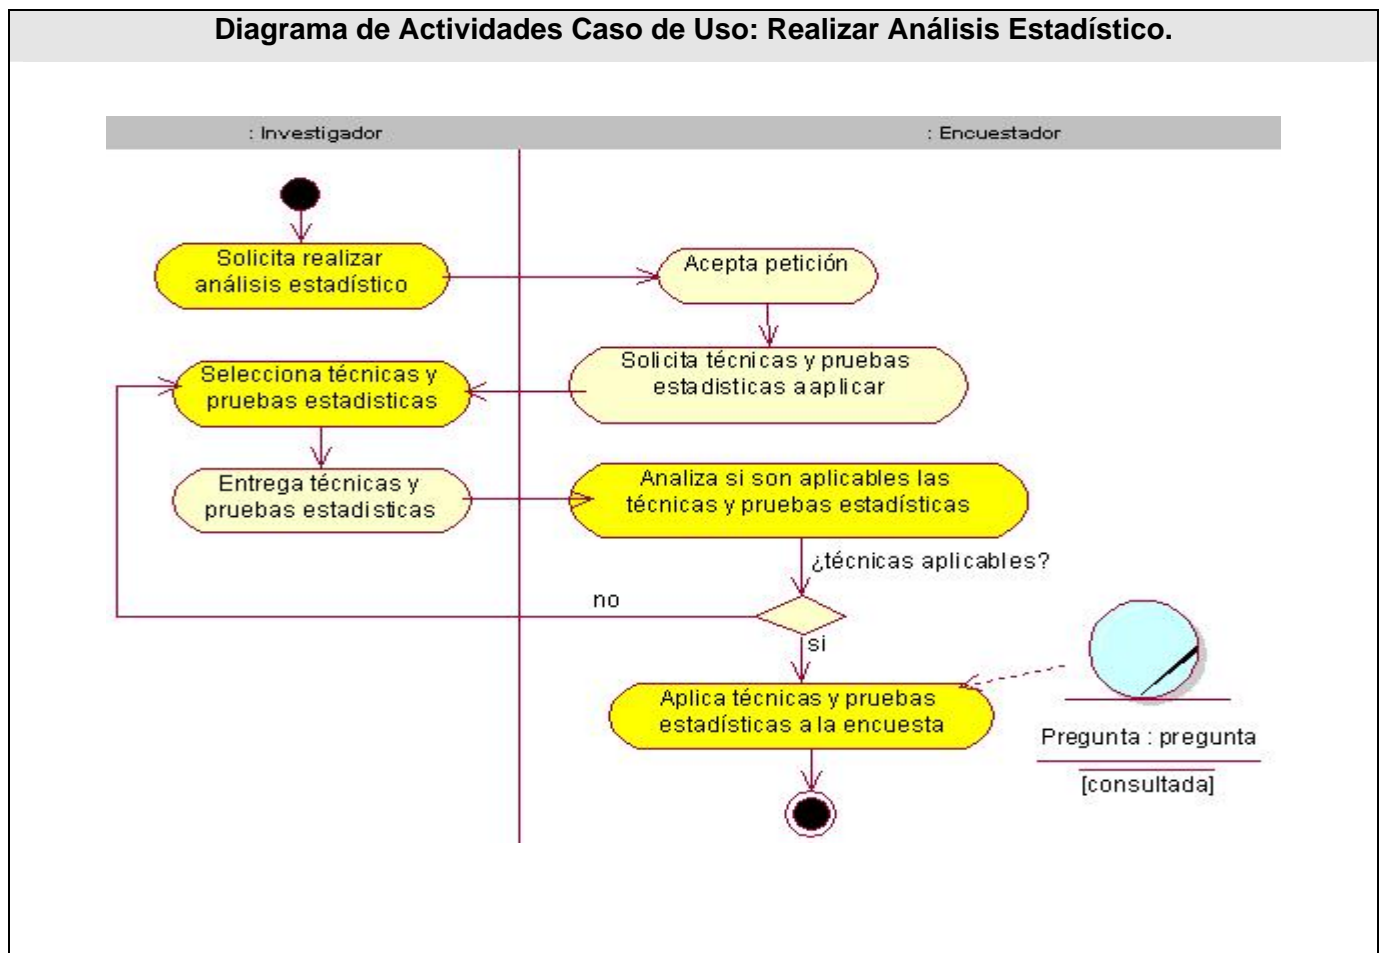 Diagrama de Actividades Caso de Uso: Realizar Análisis Estadístico.
: Investigador
: Encuestador
Solicita realizar
análisis estadístico
Acepta petición
Solicita técnicas y pruebas
estadisticas a aplicar
Selecciona técnicas y
pruebas estadisticas
Entrega técnicas y
pruebas estadisticas
Analiza si son aplicables las
técnicas y pruebas estadísticas
¿técnicas aplicables?
no
si
Aplica técnicas y pruebas
estadísticas a la encuesta
Pregunta : pregunta
[consultada]